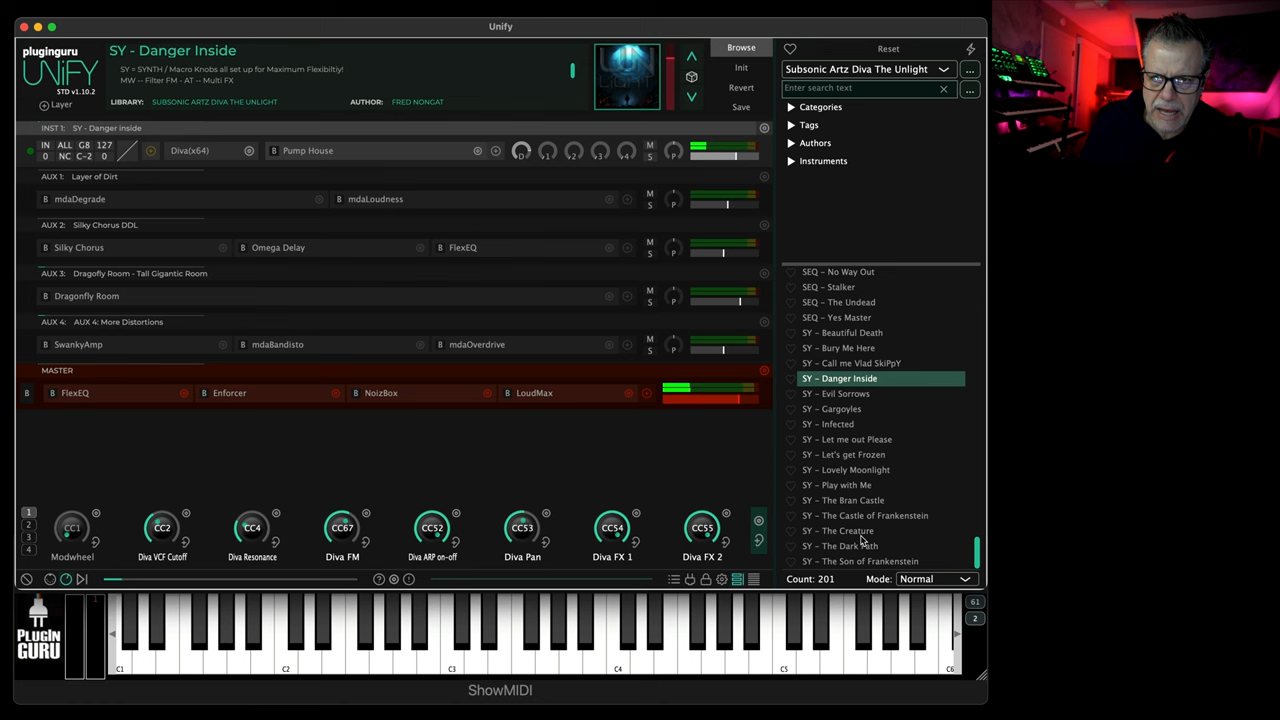 Unify
pluginguru
UNiFY
STD v1.10.2
Layer
SY - Danger Inside
SY = SYNTH / Macro Knobs all set up for Maximum Flexibiltiy!
MW -- Filter FM - AT -- Multi FX
LIBRARY: SUBSONIC ARTZ DIVA THE UNLIGHT AUTHOR: FRED NONGAT
Browse
Init
Revert
Save
Reset
Subsonic Artz Diva The Unlight
...
Enter search text
...
Categories
Tags
Authors
Instruments
INST 1: SY - Danger inside
IN ALL G8 127
0 NC C-2 0
Diva(x64)
B Pump House
D 1 2 3 4
M
S
P
AUX 1: Layer of Dirt
B mdaDegrade B mdaLoudness
M
S
P
AUX 2: Silky Chorus DDL
B Silky Chorus B Omega Delay B FlexEQ
M
S
P
AUX 3: Dragofly Room - Tall Gigantic Room
B Dragonfly Room
M
S
P
AUX 4: AUX 4: More Distortions
B SwankyAmp B mdaBandisto B mdaOverdrive
M
S
P
MASTER
B B FlexEQ B Enforcer B NoizBox B LoudMax
SEQ - No Way Out
SEQ - Stalker
SEQ - The Undead
SEQ - Yes Master
SY - Beautiful Death
SY - Bury Me Here
SY - Call me Vlad SkiPpY
SY - Danger Inside
SY - Evil Sorrows
SY - Gargoyles
SY - Infected
SY - Let me out Please
SY - Let's get Frozen
SY - Lovely Moonlight
SY - Play with Me
SY - The Bran Castle
SY - The Castle of Frankenstein
SY - The Creature
SY - The Dark Path
SY - The Son of Frankenstein
Count: 201 Mode: Normal
1
2
3
4
CC1 CC2 CC4 CC67 CC52 CC53 CC54 CC55
Modwheel Diva VCF Cutoff Diva Resonance Diva FM Diva ARP on-off Diva Pan Diva FX 1 Diva FX 2
PLUGIN
GURU
61
2
C1 C2 C3 C4 C5 C6
ShowMIDI